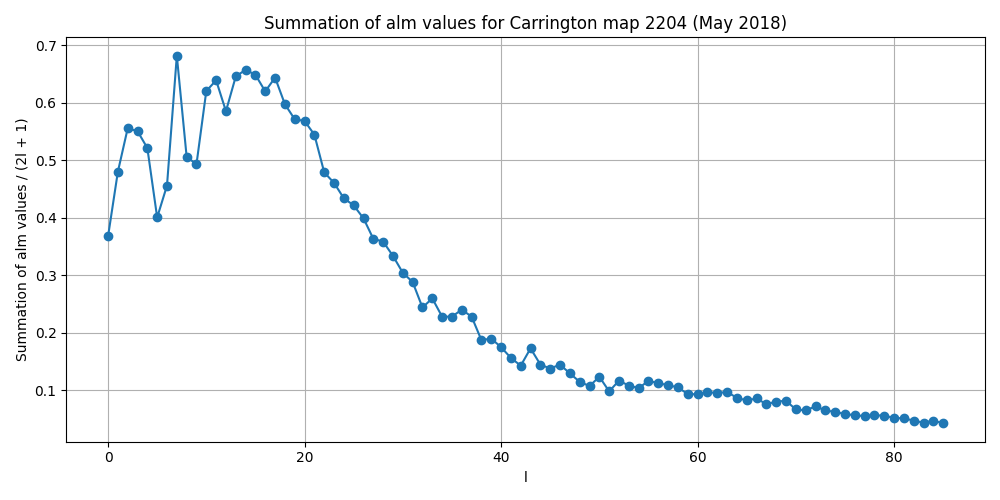 Summation of alm values for Carrington map 2204 (May 2018)
Summation of alm values / (2l + 1)
0.7
0.6
0.5
0.4
0.3
0.2
0.1
0 20 40 60 80
l